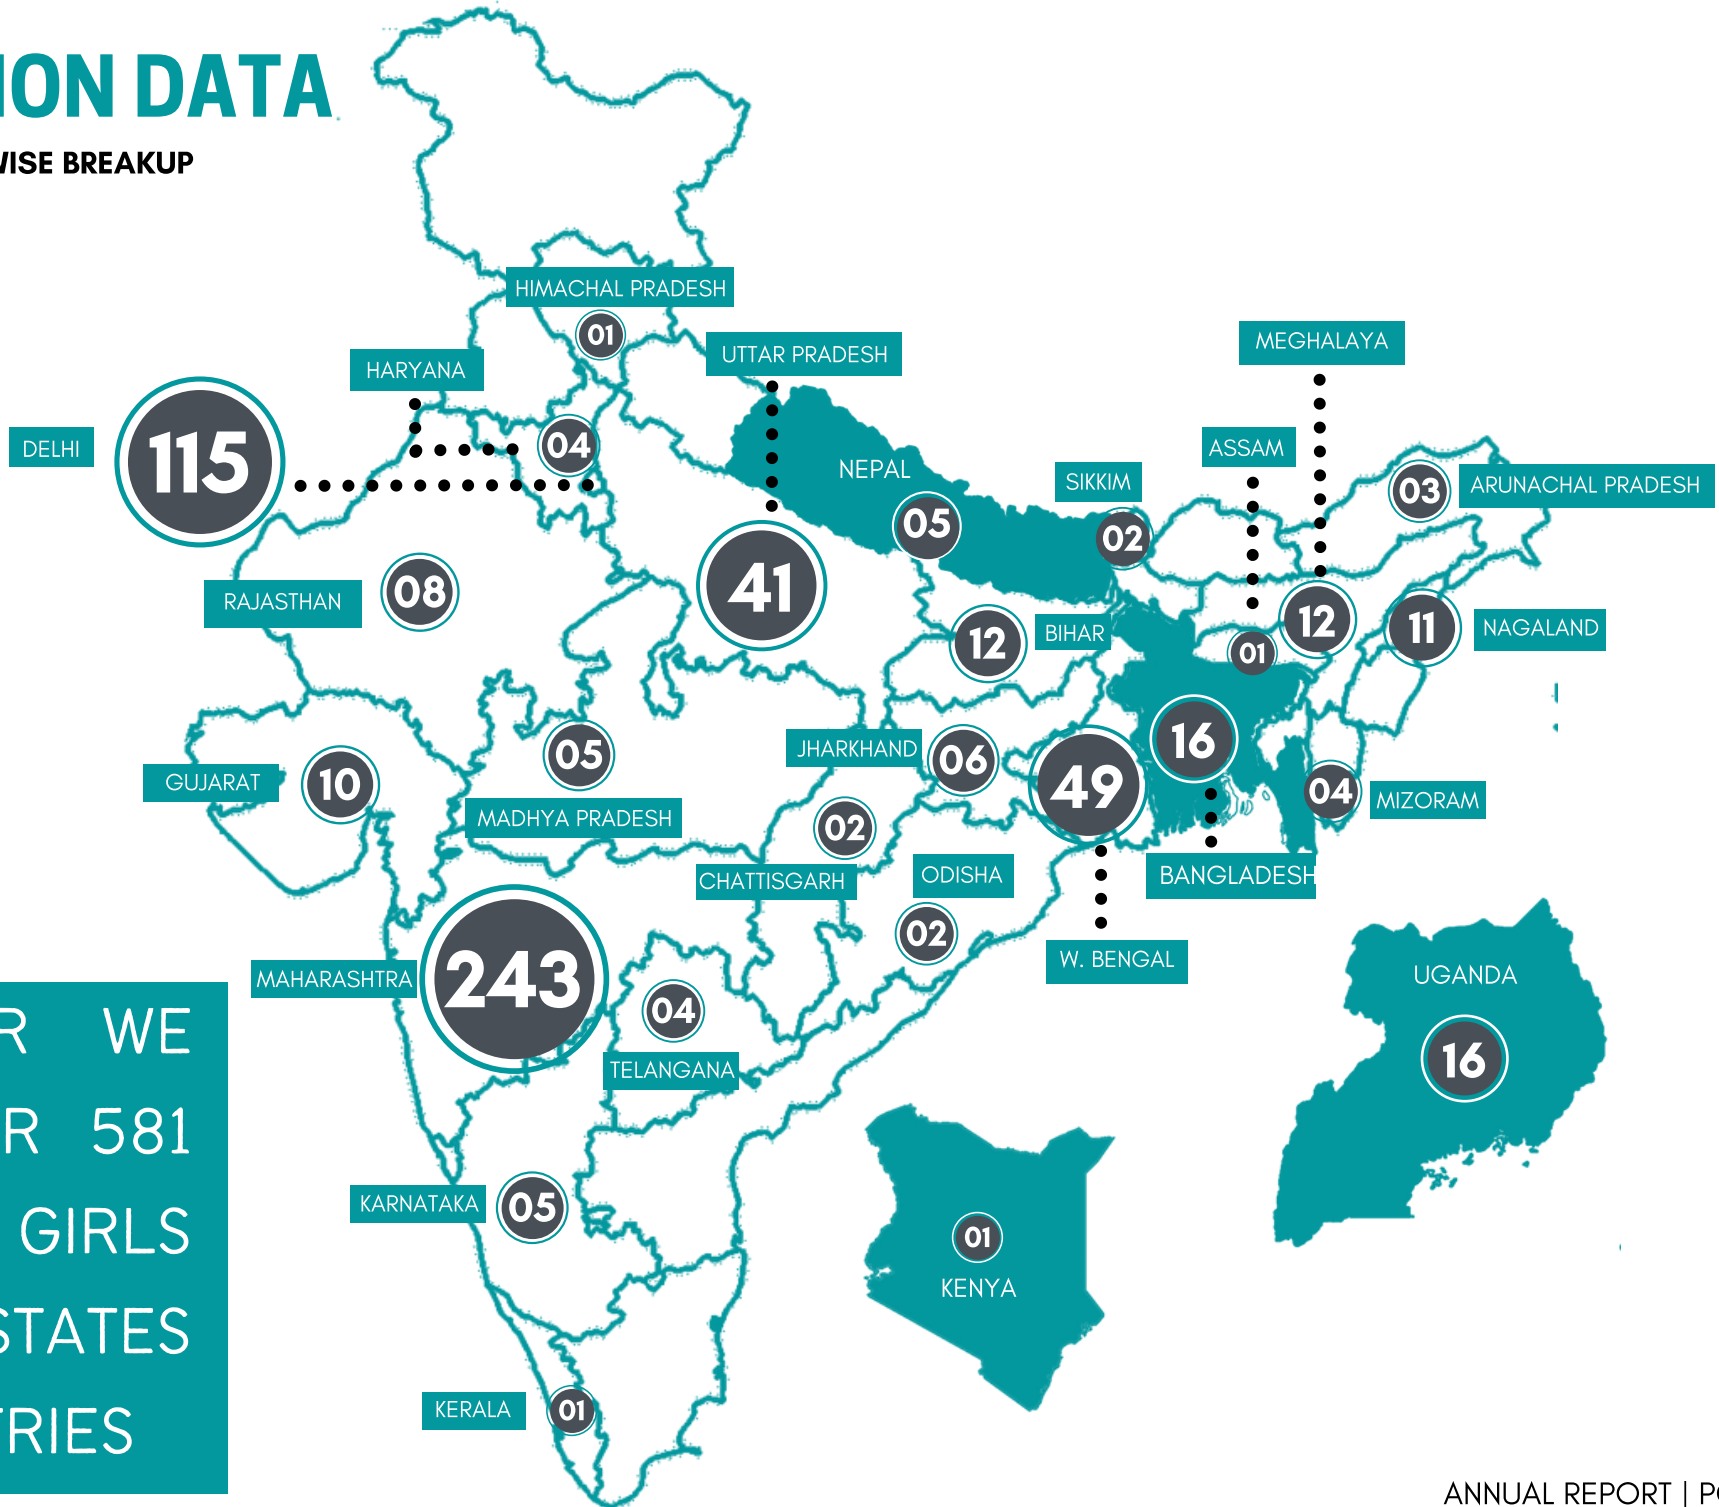 ION DATA
WISE BREAKUP
HIMACHAL PRADESH
01
HARYANA
UTTAR PRADESH
MEGHALAYA
DELHI
115
04
NEPAL
05
SIKKIM
02
ASSAM
03
ARUNACHAL PRADESH
RAJASTHAN
08
41
12
BIHAR
01
12
11
NAGALAND
GUJARAT
10
05
MADHYA PRADESH
JHARKHAND
06
49
16
04
MIZORAM
02
CHATTISGARH
ODISHA
02
BANGLADESH
W. BENGAL
MAHARASHTRA
243
04
TELANGANA
UGANDA
16
R WE
R 581
GIRLS
STATES
TRIES
KARNATAKA
05
01
KENYA
KERALA
01
ANNUAL REPORT |